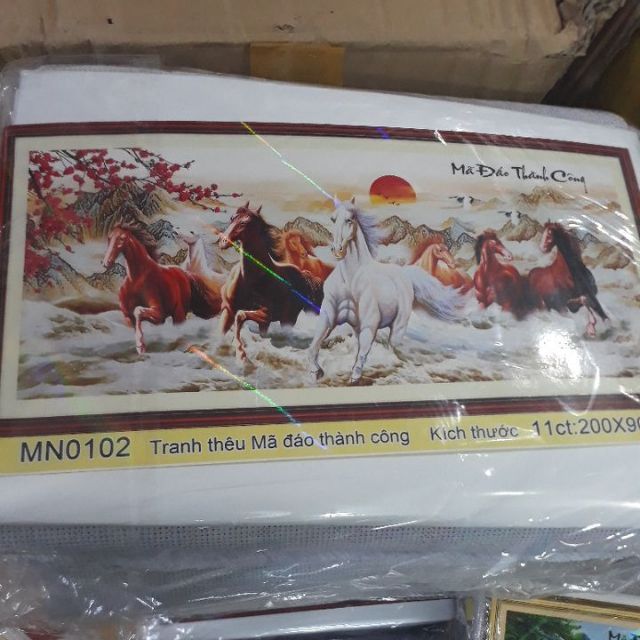 Mã Đáo Thành Công
MN0102 Tranh thêu Mã đáo thành công Kích thước 11ct:200X90